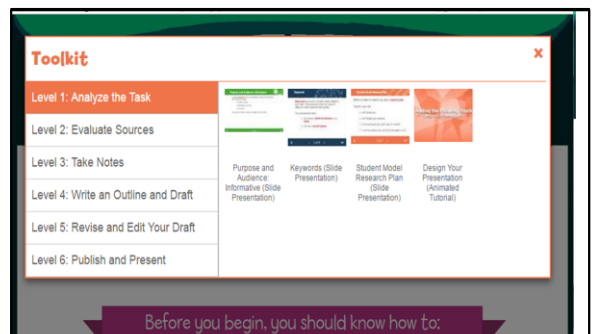 Toolkit
x
Level 1: Analyze the Task
Level 2: Evaluate Sources
Level 3: Take Notes
Level 4: Write an Outline and Draft
Level 5: Revise and Edit Your Draft
Level 6: Publish and Present
Purpose and
Audience:
Informative (Slide
Presentation)
Keywords (Slide
Presentation)
Student Model
Research Plan
(Slide
Presentation)
Design Your
Presentation
(Animated
Tutorial)
Before you begin, you should know how to: